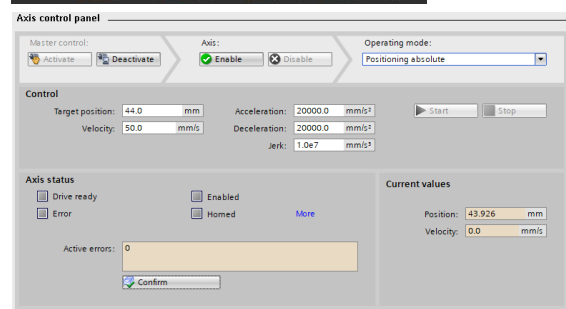 Axis control panel
Master control: Axis: Operating mode:
Activate Deactivate Enable Disable Positioning absolute
Control
Target position: 44.0 mm Acceleration: 20000.0 mm/s² Start Stop
Velocity: 50.0 mm/s Deceleration: 20000.0 mm/s²
Jerk: 1.0e7 mm/s³
Axis status
Drive ready Enabled
Error Homed More
Active errors: 0
Confirm
Current values
Position: 43.926 mm
Velocity: 0.0 mm/s